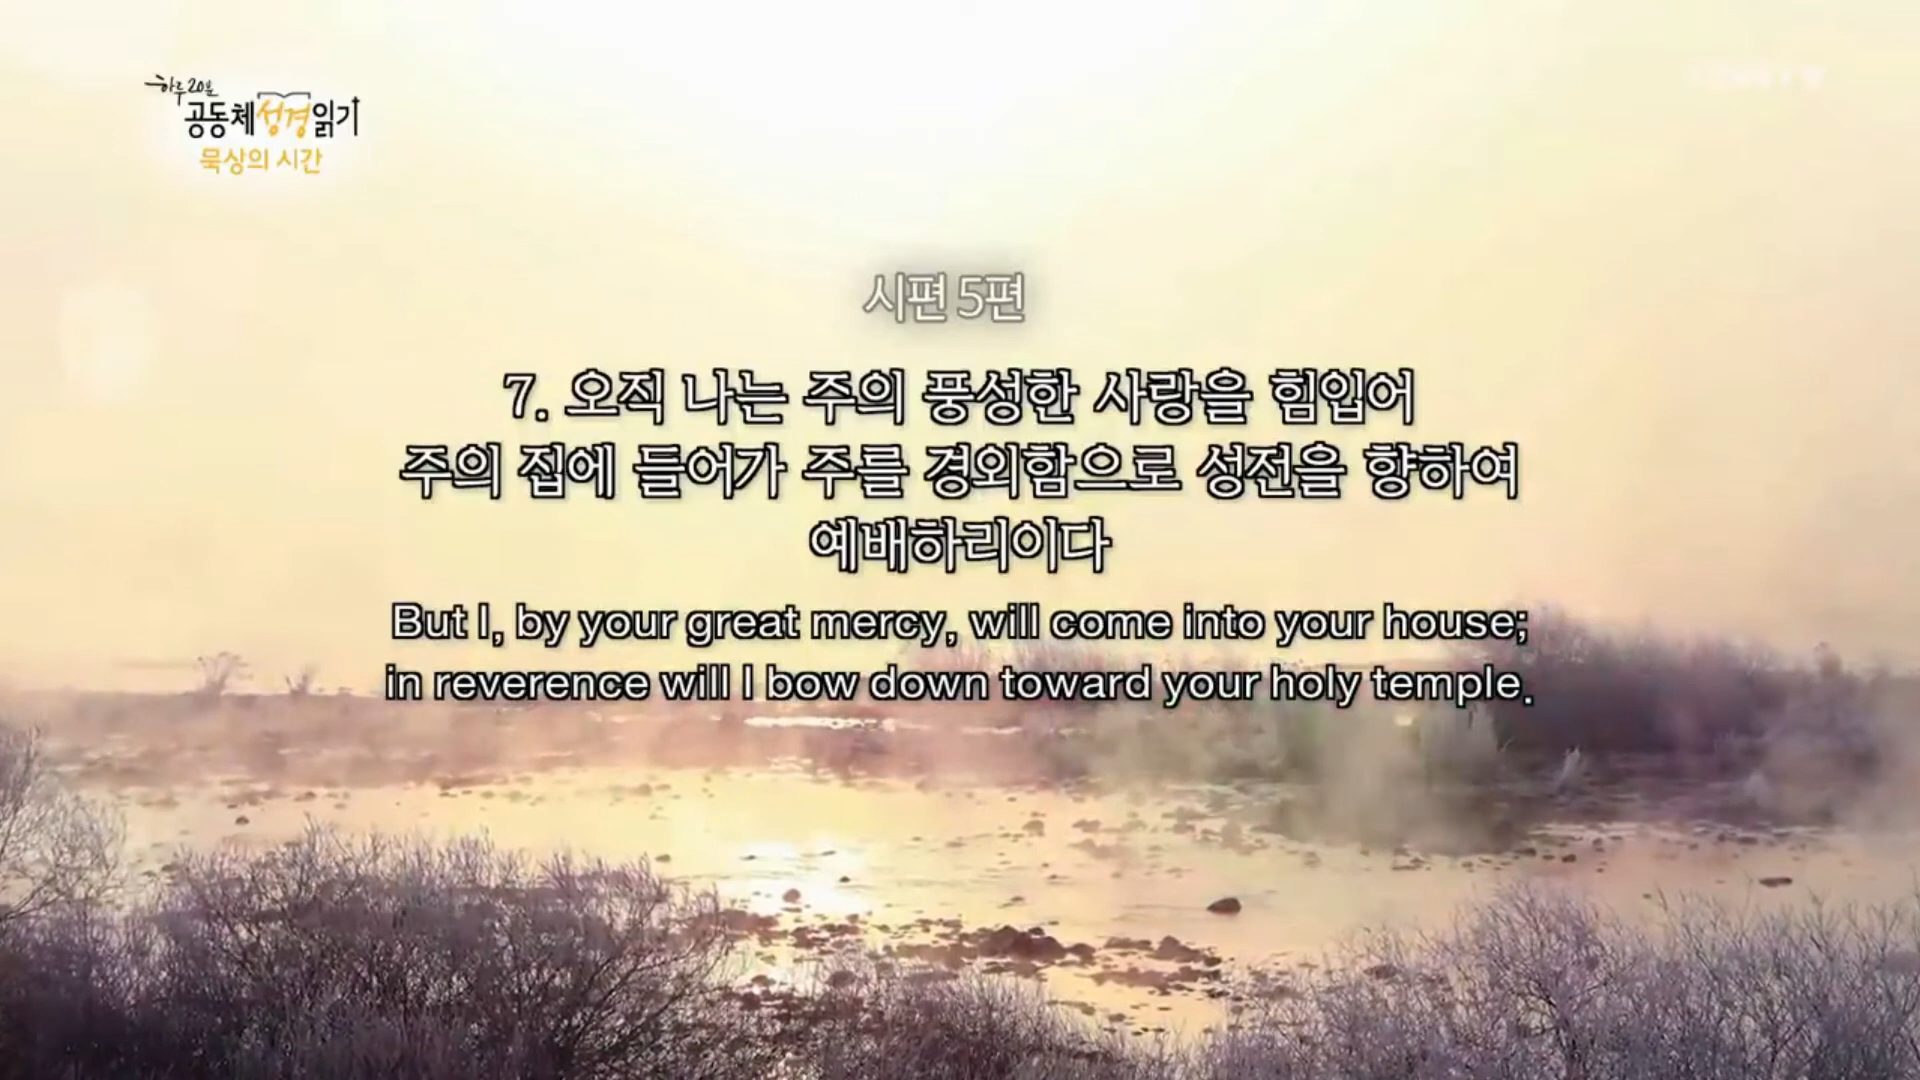 하루 20분
공동체성경읽기
묵상의 시간
시편 5편
7. 오직 나는 주의 풍성한 사랑을 힘입어
주의 집에 들어가 주를 경외함으로 성전을 향하여
예배하리이다
But I, by your great mercy, will come into your house;
in reverence will I bow down toward your holy temple.